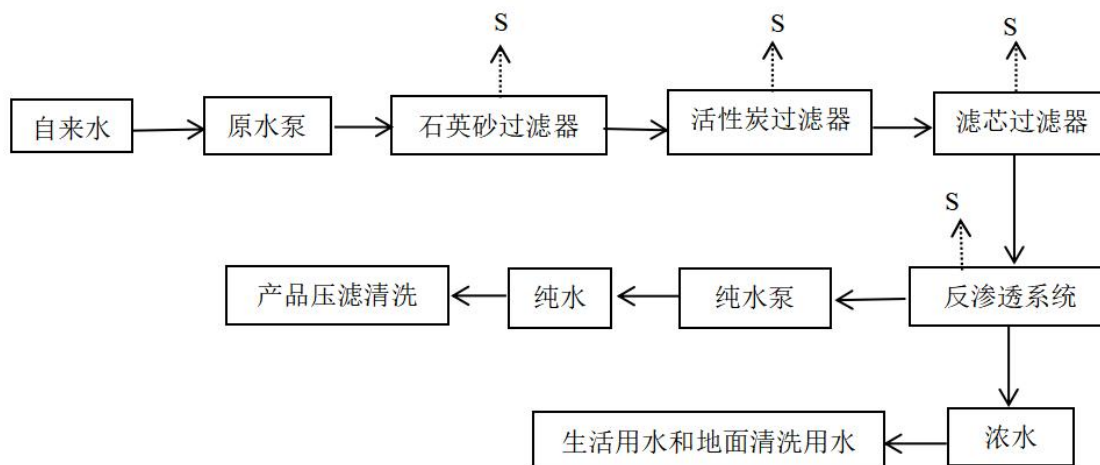 S
S
S
自来水
原水泵
石英砂过滤器
活性炭过滤器
滤芯过滤器
S
产品压滤清洗
纯水
纯水泵
反渗透系统
生活用水和地面清洗用水
浓水